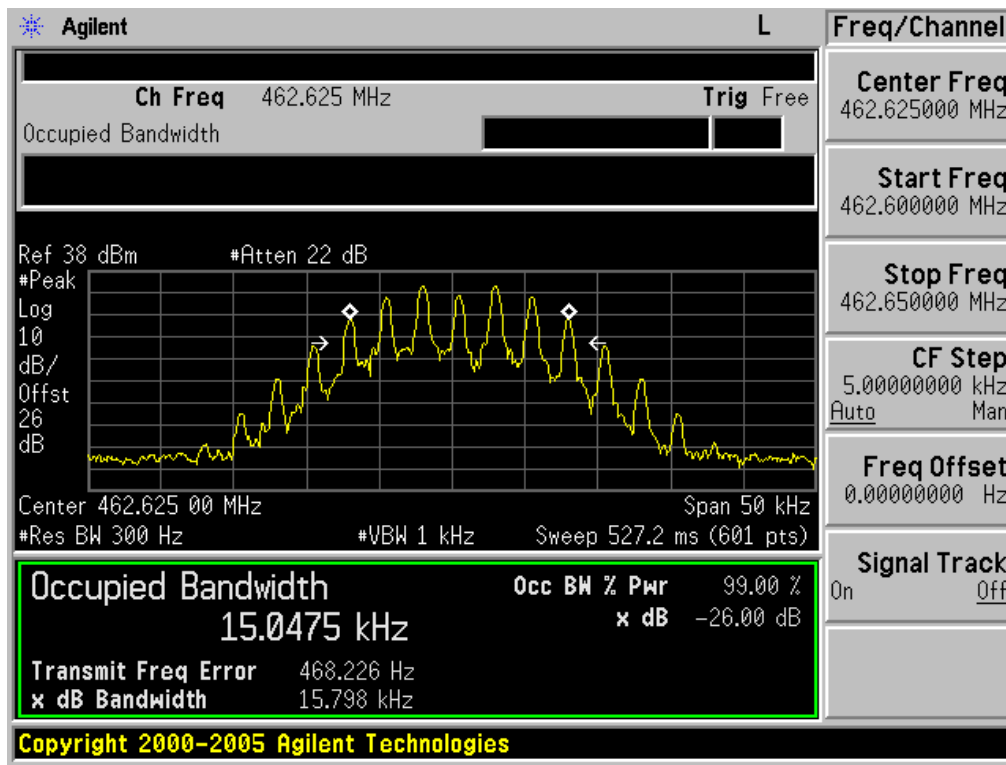 Agilent L
Ch Freq 462.625 MHz Trig Free
Occupied Bandwidth
Ref 38 dBm #Atten 22 dB
#Peak
Log
10
dB/
Offst
26
dB
Center 462.625 00 MHz Span 50 kHz
#Res BW 300 Hz #VBW 1 kHz Sweep 527.2 ms (601 pts)
Occupied Bandwidth Occ BW % Pwr 99.00 %
15.0475 kHz x dB -26.00 dB
Transmit Freq Error 468.226 Hz
x dB Bandwidth 15.798 kHz
Copyright 2000-2005 Agilent Technologies
Freq/Channel
Center Freq
462.625000 MHz
Start Freq
462.600000 MHz
Stop Freq
462.650000 MHz
CF Step
5.00000000 kHz
Auto Man
Freq Offset
0.00000000 Hz
Signal Track
On Off